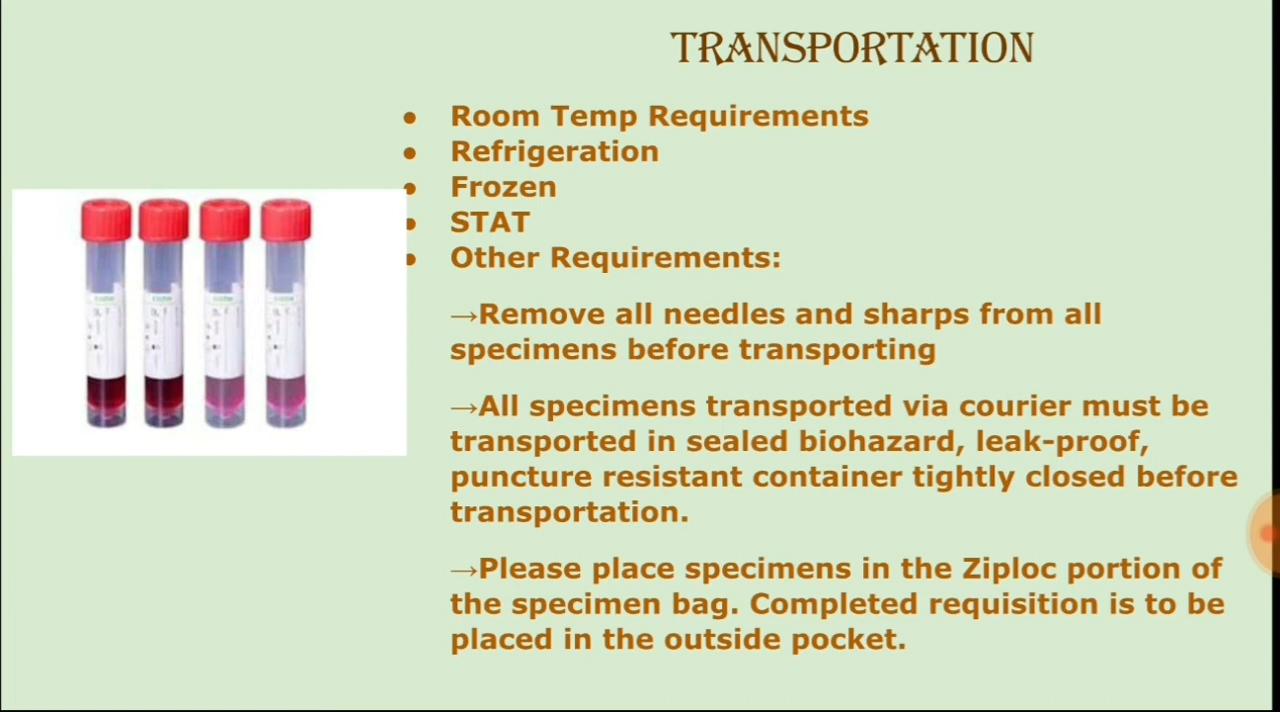 TRANSPORTATION
● Room Temp Requirements
● Refrigeration
● Frozen
● STAT
● Other Requirements:
→Remove all needles and sharps from all
specimens before transporting
→All specimens transported via courier must be
transported in sealed biohazard, leak-proof,
puncture resistant container tightly closed before
transportation.
→Please place specimens in the Ziploc portion of
the specimen bag. Completed requisition is to be
placed in the outside pocket.